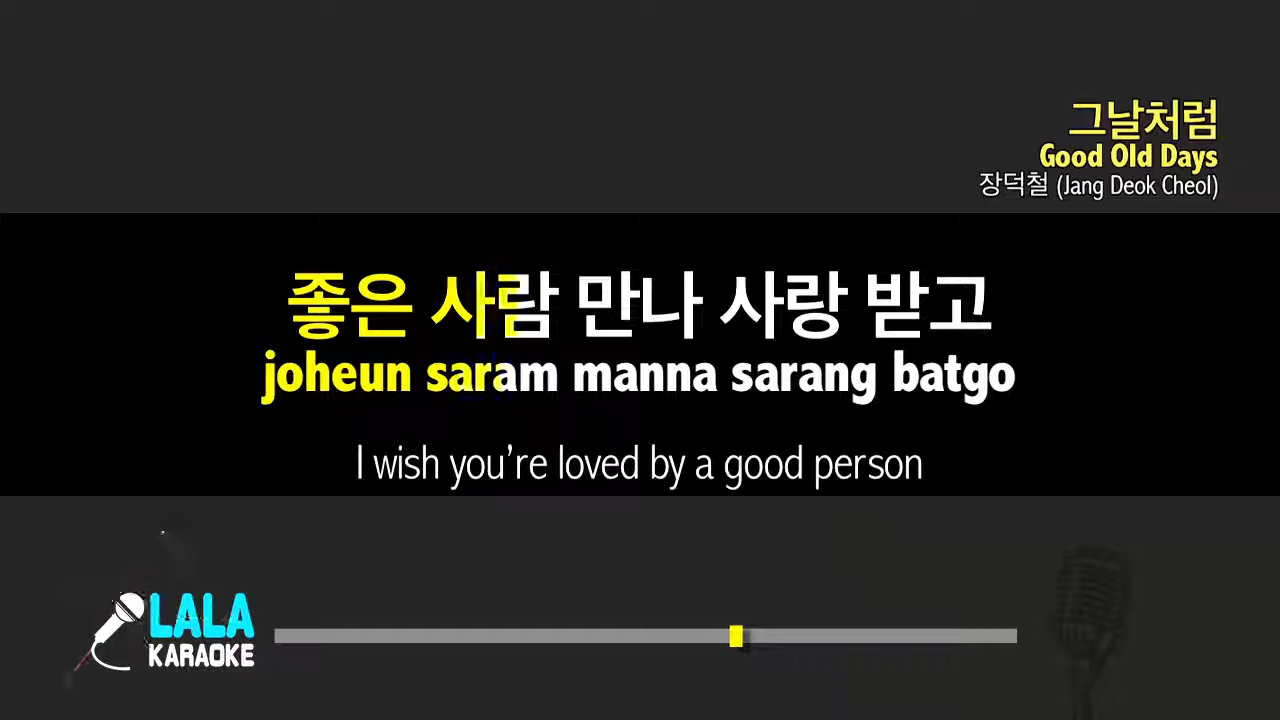 그날처럼
Good Old Days
장덕철 (Jang Deok Cheol)
좋은 사람 만나 사랑 받고
joheun saram manna sarang batgo
I wish you’re loved by a good person
LALA
KARAOKE